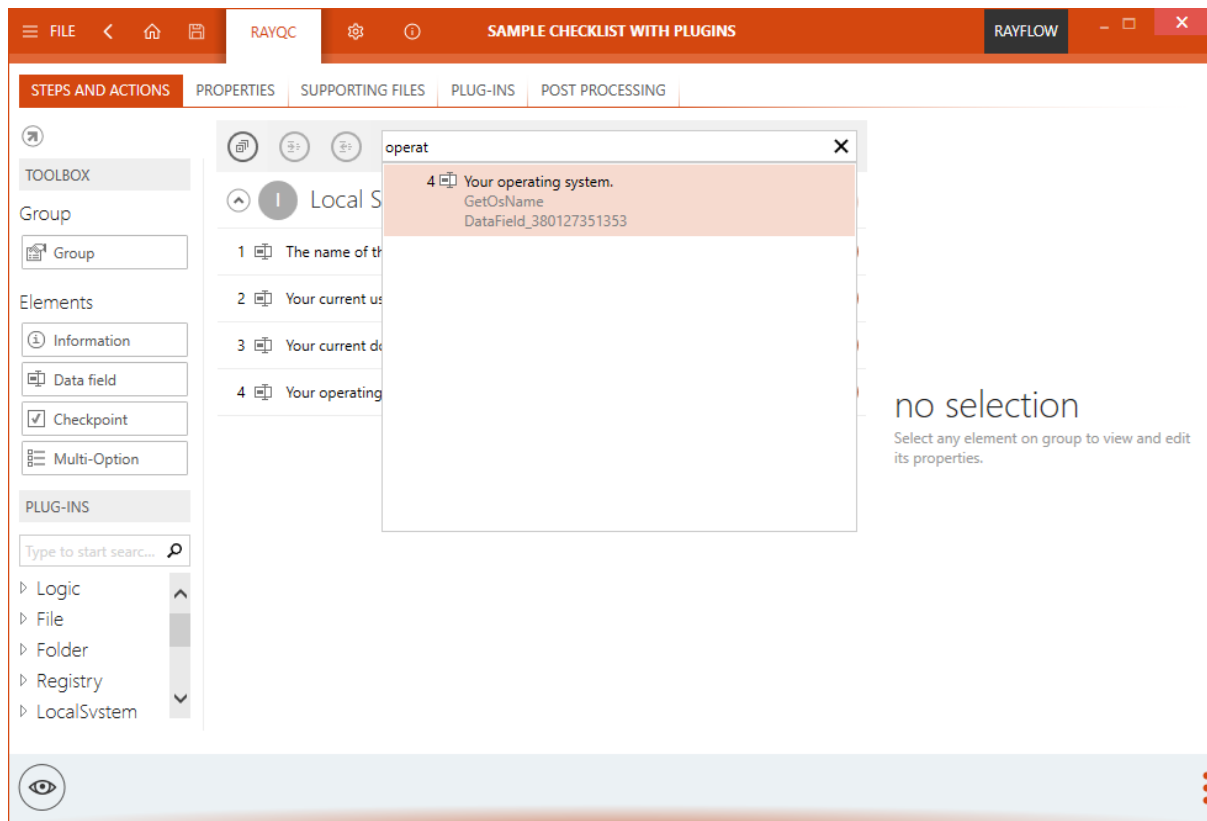 FILE
RAYQC
SAMPLE CHECKLIST WITH PLUGINS
RAYFLOW
STEPS AND ACTIONS
PROPERTIES
SUPPORTING FILES
PLUG-INS
POST PROCESSING
TOOLBOX
Group
Group
Elements
Information
Data field
Checkpoint
Multi-Option
PLUG-INS
Type to start searc...
Logic
File
Folder
Registry
LocalSystem
operat
4 Your operating system.
GetOsName
DataField_380127351353
I Local S
1 The name of th
2 Your current us
3 Your current do
4 Your operating
no selection
Select any element on group to view and edit
its properties.